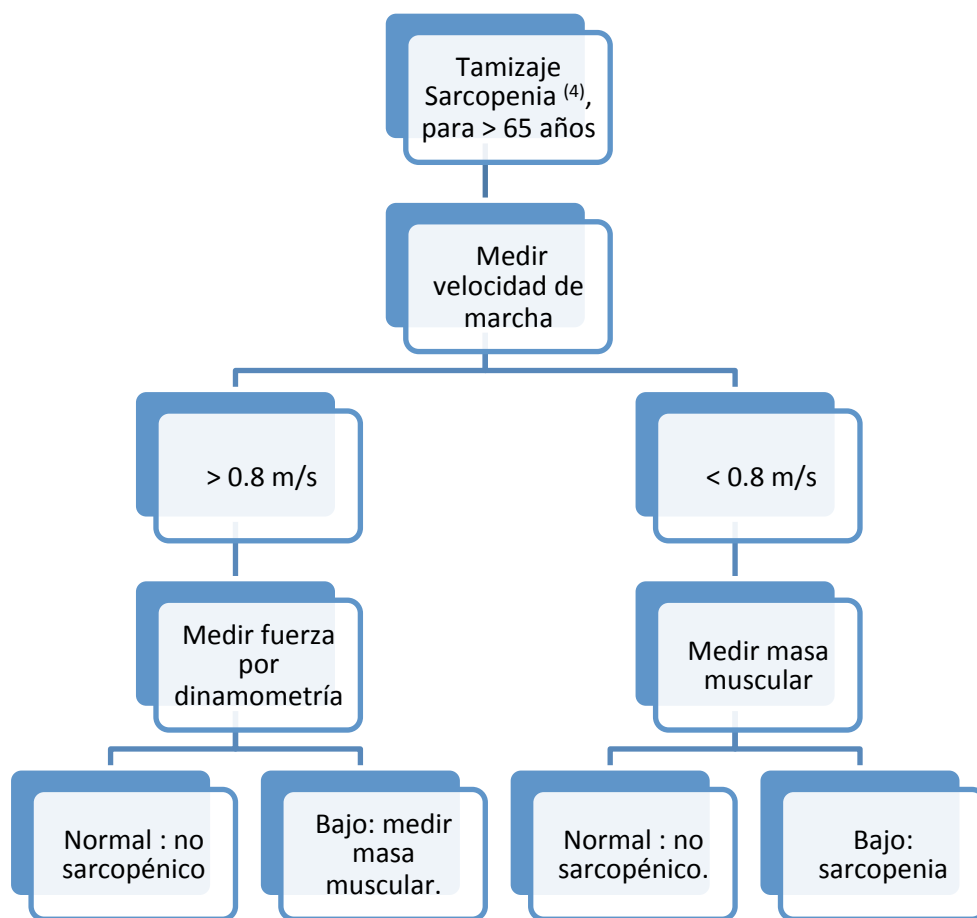 Tamizaje
Sarcopenia (4),
para > 65 años
Medir
velocidad de
marcha
> 0.8 m/s
< 0.8 m/s
Medir fuerza
por
dinamometría
Medir masa
muscular
Normal : no
sarcopénico
Bajo: medir
masa
muscular.
Normal : no
sarcopénico.
Bajo:
sarcopenia